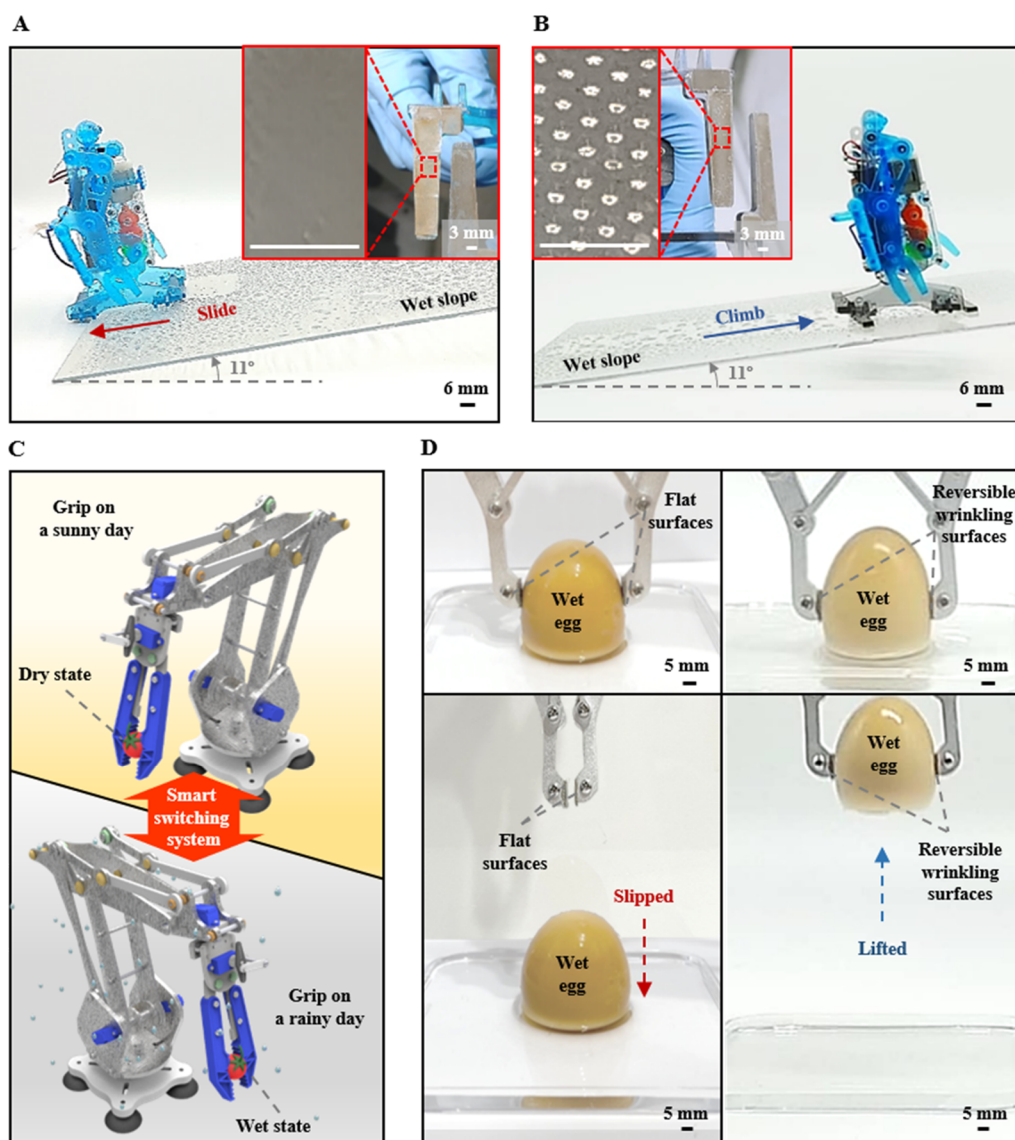 A
3 mm
Wet slope
Slide
11°
6 mm
B
3 mm
Climb
Wet slope
11°
6 mm
C
Grip on
a sunny day
Dry state
Smart
switching
system
Grip on
a rainy day
Wet state
D
Flat
surfaces
Wet
egg
5 mm
Reversible
wrinkling
surfaces
Wet
egg
5 mm
Flat
surfaces
Slipped
Wet
egg
5 mm
Wet
egg
Reversible
wrinkling
surfaces
Lifted
5 mm